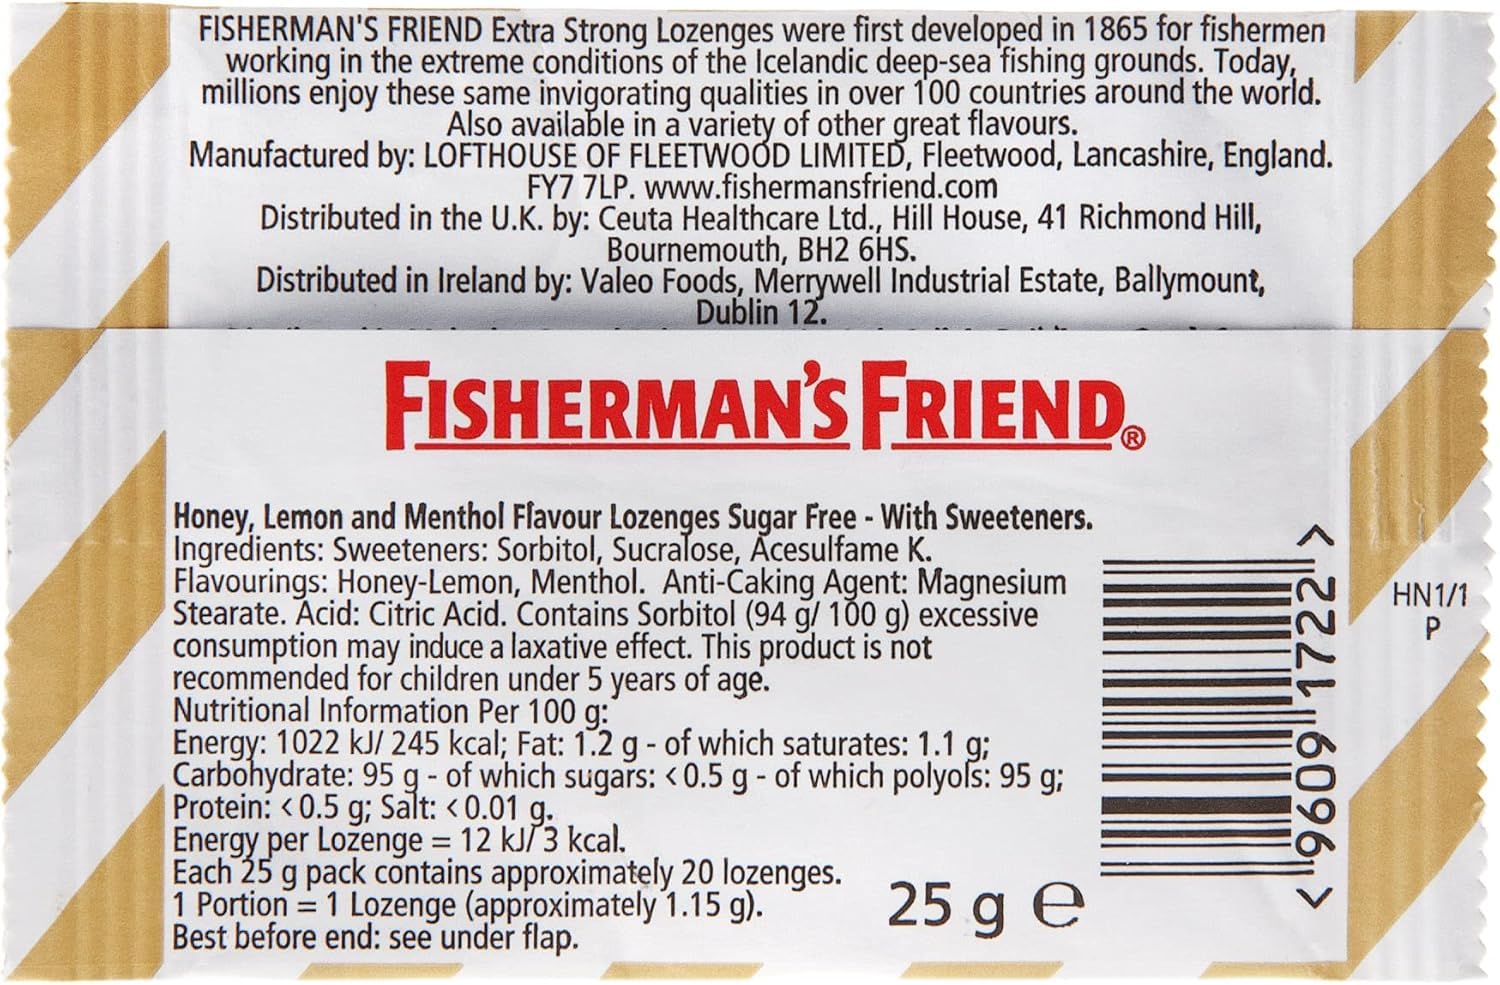 FISHERMAN'S FRIEND Extra Strong Lozenges were first developed in 1865 for fishermen
working in the extreme conditions of the Icelandic deep-sea fishing grounds. Today,
millions enjoy these same invigorating qualities in over 100 countries around the world.
Also available in a variety of other great flavours.
Manufactured by: LOFTHOUSE OF FLEETWOOD LIMITED, Fleetwood, Lancashire, England.
FY7 7LP. www.fishermansfriend.com
Distributed in the U.K. by: Ceuta Healthcare Ltd., Hill House, 41 Richmond Hill,
Bournemouth, BH2 6HS.
Distributed in Ireland by: Valeo Foods, Merrywell Industrial Estate, Ballymount,
Dublin 12.
FISHERMAN'S FRIEND®
Honey, Lemon and Menthol Flavour Lozenges Sugar Free - With Sweeteners.
Ingredients: Sweeteners: Sorbitol, Sucralose, Acesulfame K.
Flavourings: Honey-Lemon, Menthol. Anti-Caking Agent: Magnesium
Stearate. Acid: Citric Acid. Contains Sorbitol (94 g/ 100 g) excessive
consumption may induce a laxative effect. This product is not
recommended for children under 5 years of age.
Nutritional Information Per 100 g:
Energy: 1022 kJ/ 245 kcal; Fat: 1.2 g - of which saturates: 1.1 g;
Carbohydrate: 95 g - of which sugars: <0.5 g - of which polyols: 95 g;
Protein: <0.5 g; Salt: <0.01 g.
Energy per Lozenge = 12 kJ/ 3 kcal.
Each 25 g pack contains approximately 20 lozenges.
1 Portion = 1 Lozenge (approximately 1.15 g).
Best before end: see under flap.
25 g e
< 9609 1722 >
HN1/1
P